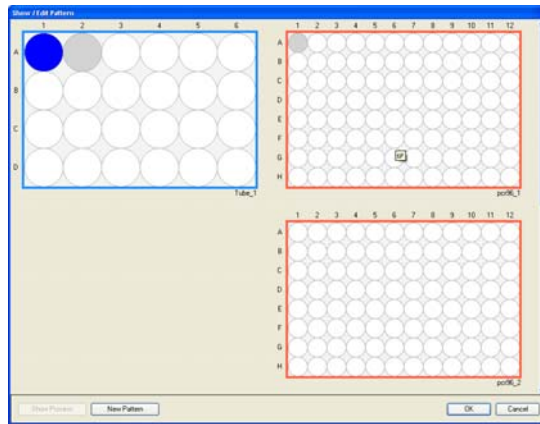 Show / Edit Pattern
1 2 3 4 5 6
A
B
C
D
Tube_1
1 2 3 4 5 6 7 8 9 10 11 12
A
B
C
D
E
F
G
H
pcr96_1
1 2 3 4 5 6 7 8 9 10 11 12
A
B
C
D
E
F
G
H
pcr96_2
Show Process
New Pattern
OK
Cancel